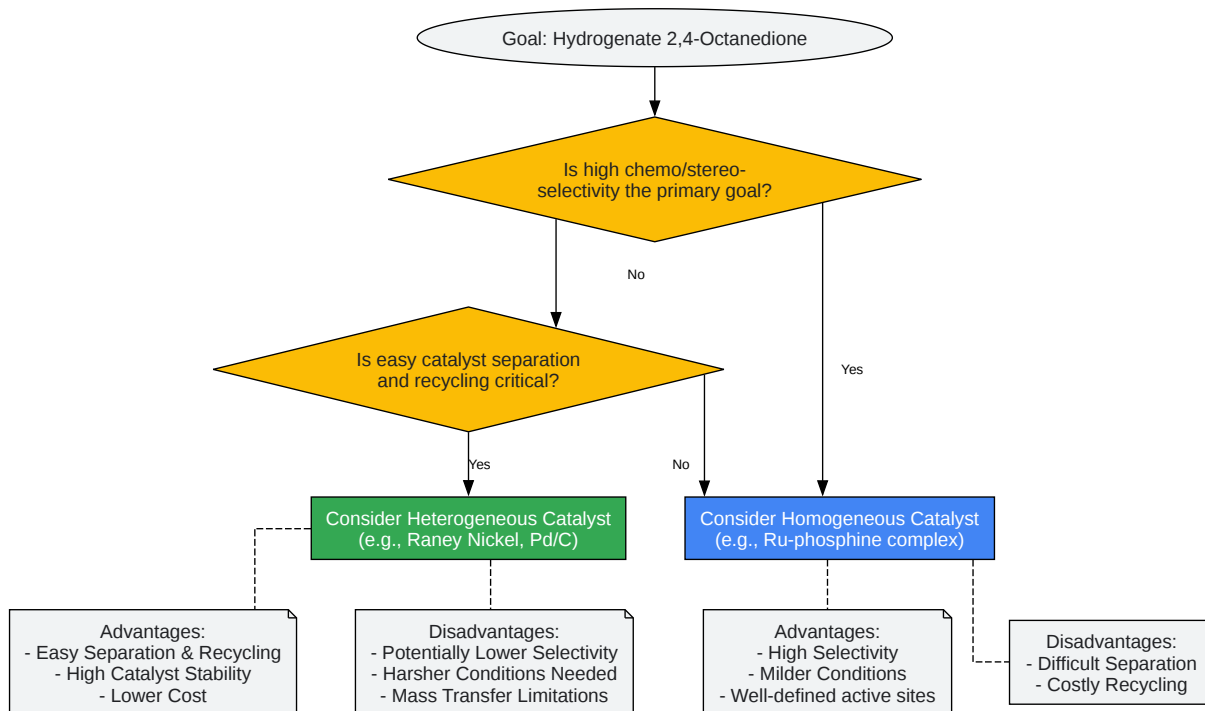 Goal: Hydrogenate 2,4-Octanedione
Is high chemo/stereo-
selectivity the primary goal?
No
Is easy catalyst separation
and recycling critical?
Yes
Yes
No
Consider Heterogeneous Catalyst
(e.g., Raney Nickel, Pd/C)
Consider Homogeneous Catalyst
(e.g., Ru-phosphine complex)
Advantages:
- Easy Separation & Recycling
- High Catalyst Stability
- Lower Cost
Disadvantages:
- Potentially Lower Selectivity
- Harsher Conditions Needed
- Mass Transfer Limitations
Advantages:
- High Selectivity
- Milder Conditions
- Well-defined active sites
Disadvantages:
- Difficult Separation
- Costly Recycling